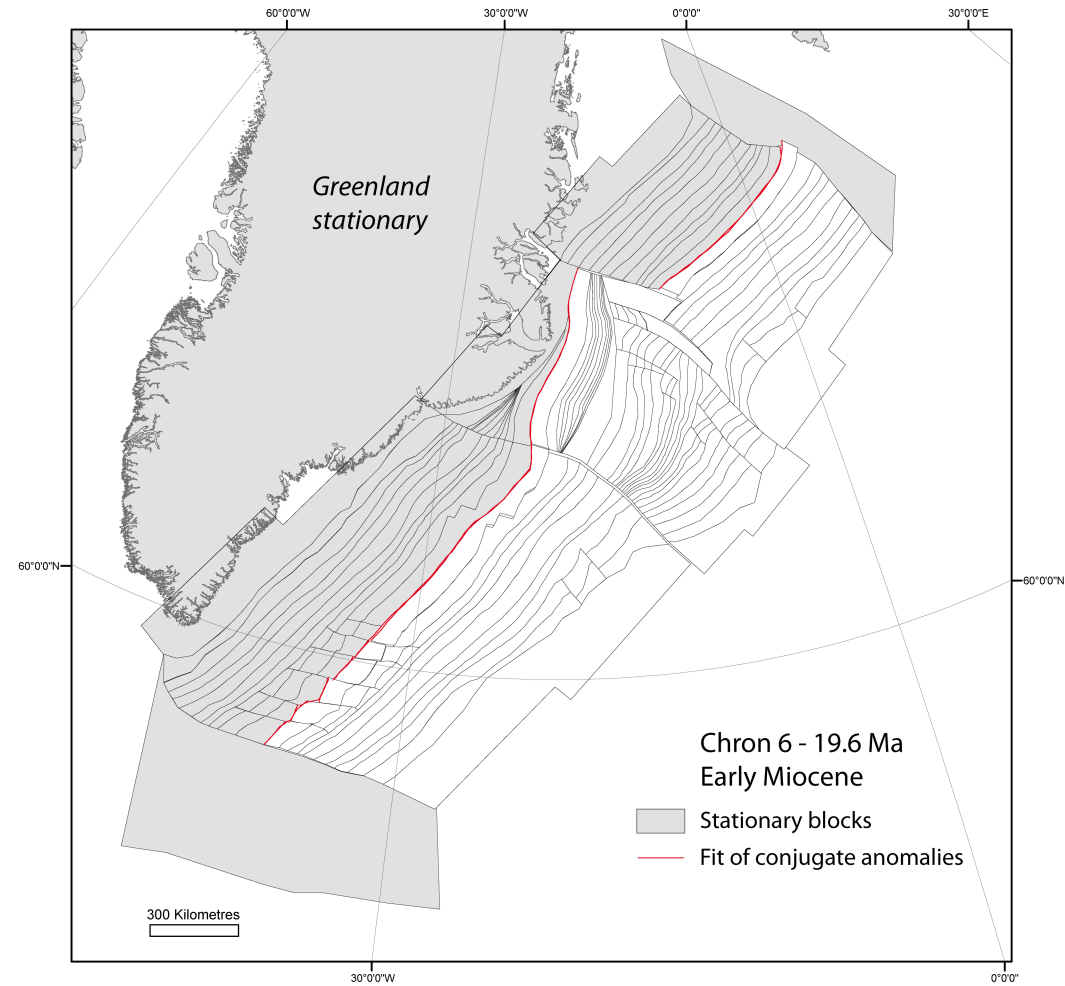 60°0'0"W
30°0'0"W
0°0'0"
30°0'0"E
Greenland
stationary
60°0'0"N
60°0'0"N
Chron 6 - 19.6 Ma
Early Miocene
Stationary blocks
Fit of conjugate anomalies
300 Kilometres
30°0'0"W
0°0'0"